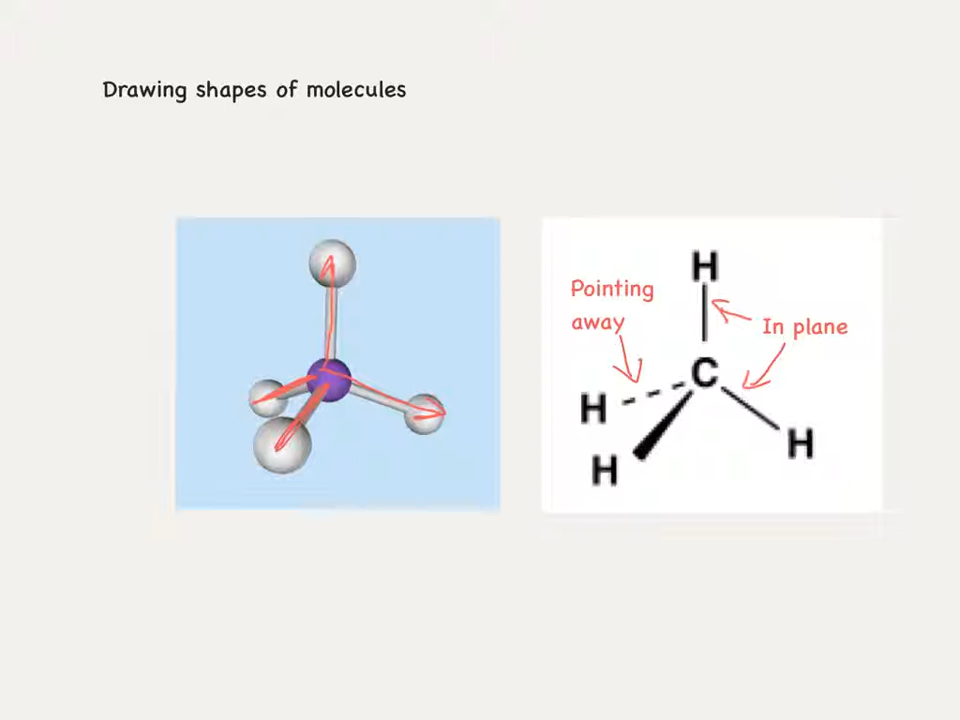 Drawing shapes of molecules
H
Pointing
away
In plane
C
H
H
H